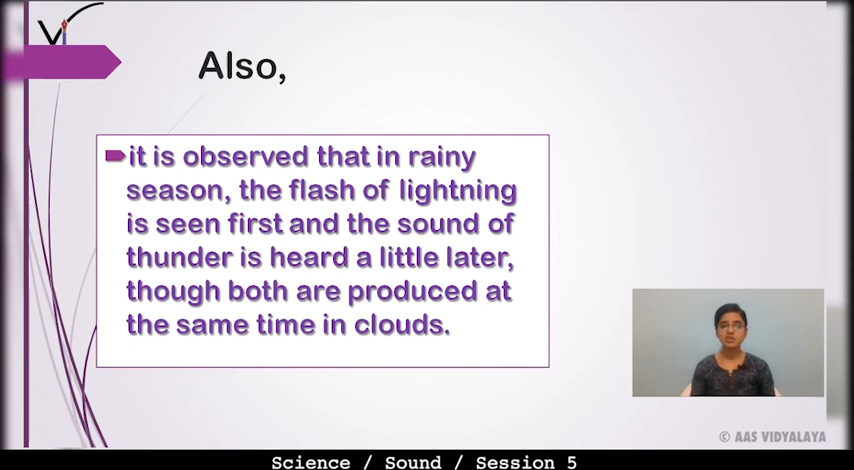 Also,
it is observed that in rainy
season, the flash of lightning
is seen first and the sound of
thunder is heard a little later,
though both are produced at
the same time in clouds.
© AAS VIDYALAYA
Science / Sound / Session 5